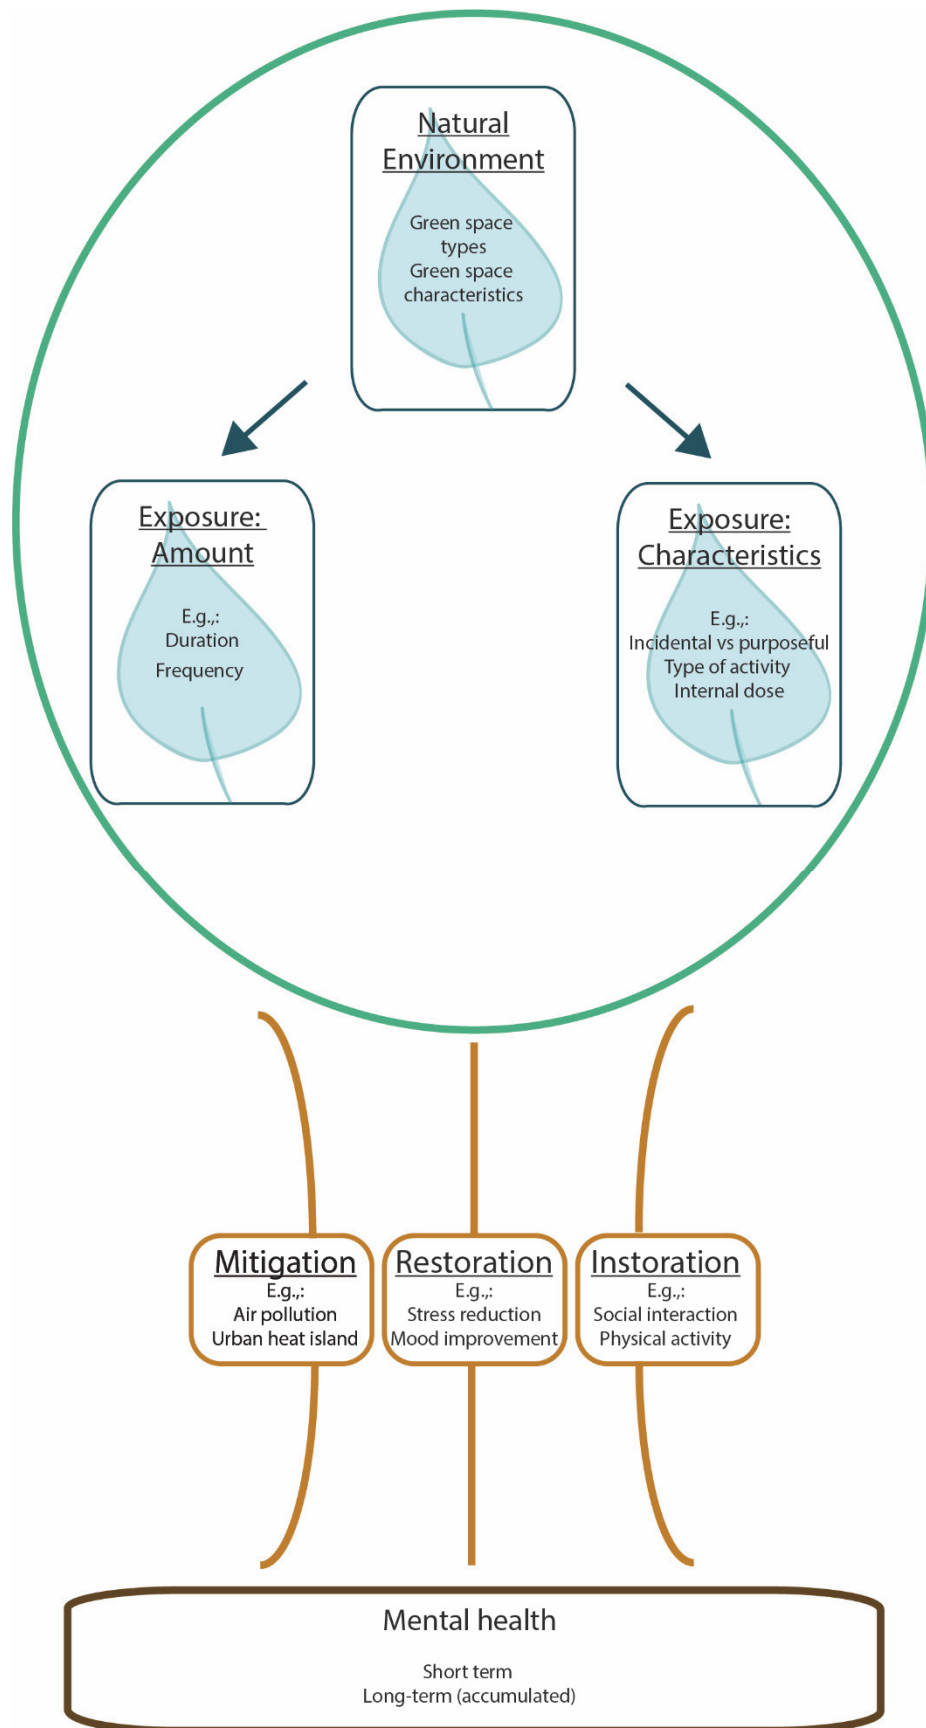 Natural
Environment
Green space
types
Green space
characteristics
Exposure:
Amount
E.g.,:
Duration
Frequency
Exposure:
Characteristics
E.g.,:
Incidental vs purposeful
Type of activity
Internal dose
Mitigation
E.g.,:
Air pollution
Urban heat island
Restoration
E.g.,:
Stress reduction
Mood improvement
Instoration
E.g.,:
Social interaction
Physical activity
Mental health
Short term
Long-term (accumulated)